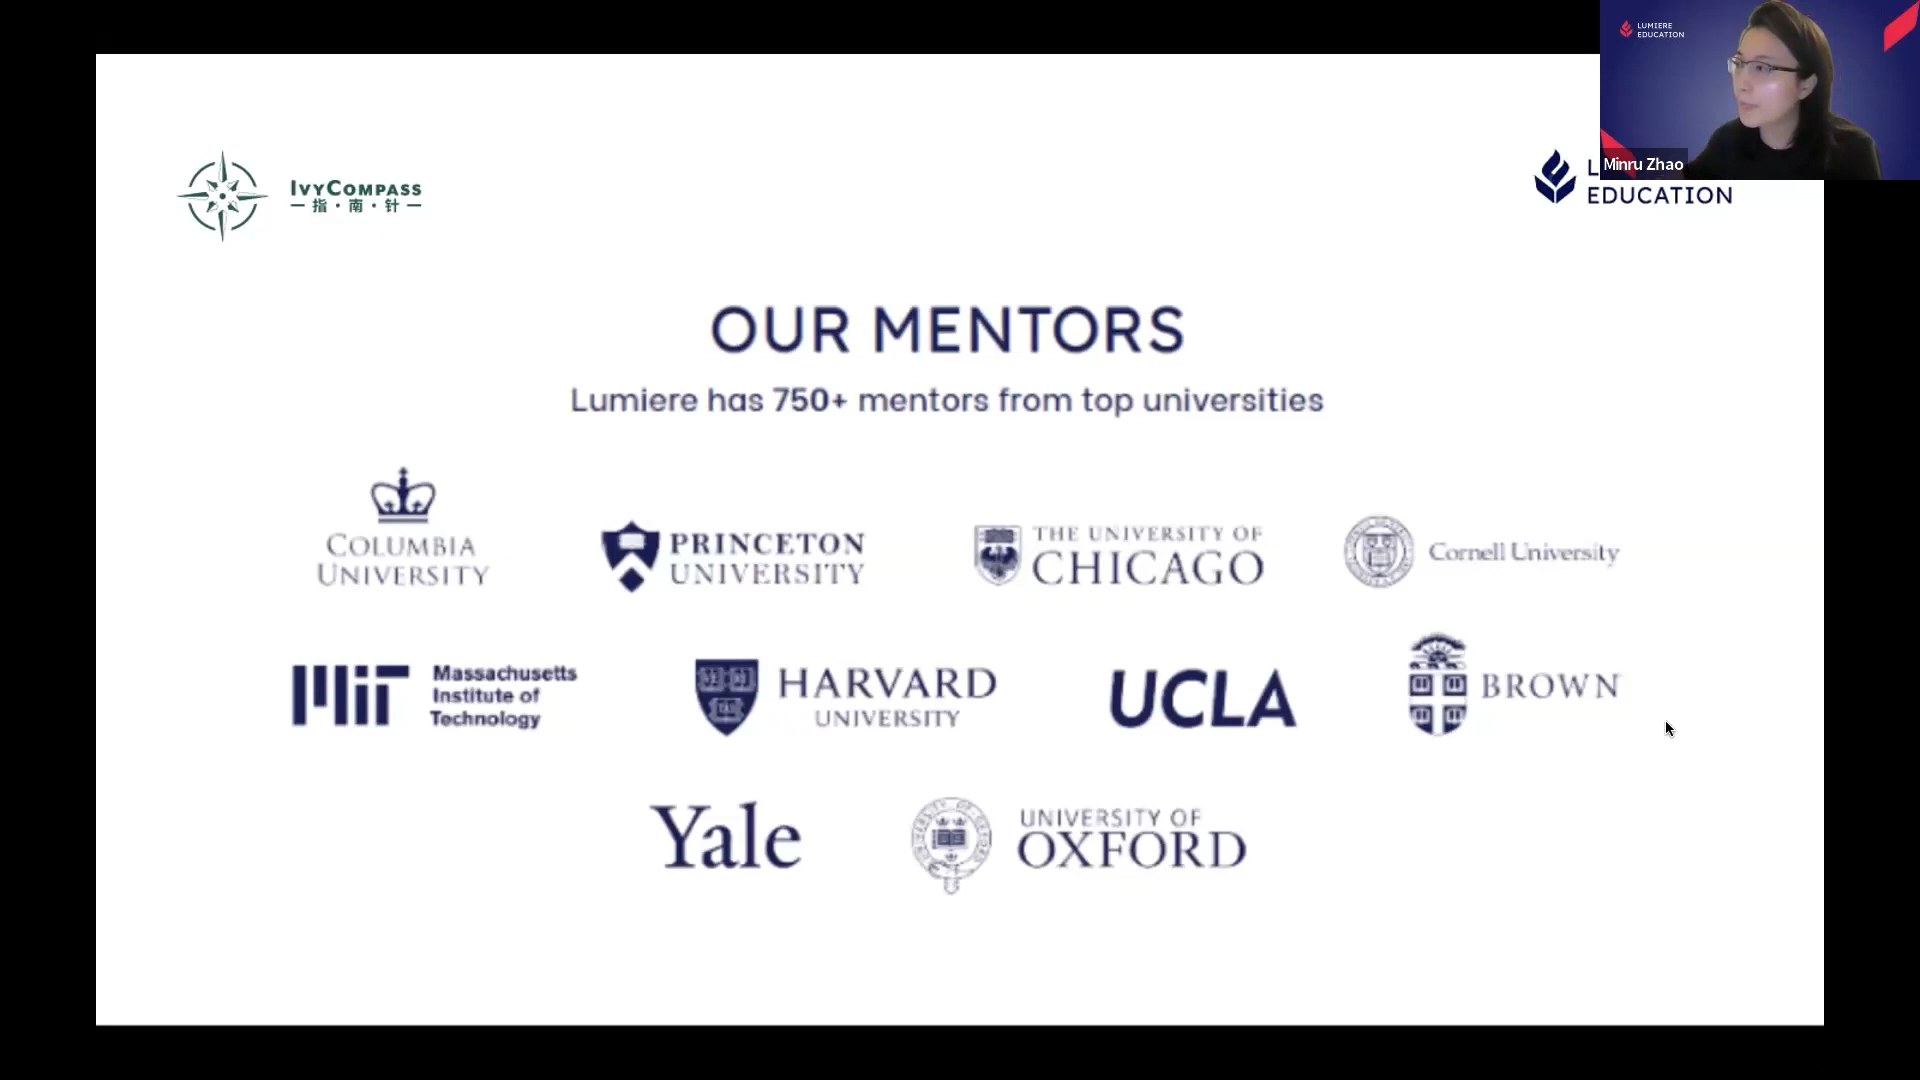 LUMIERE
EDUCATION
Minru Zhao
IVYCOMPASS
指·南·针
L
EDUCATION
OUR MENTORS
Lumiere has 750+ mentors from top universities
COLUMBIA
UNIVERSITY
PRINCETON
UNIVERSITY
THE UNIVERSITY OF
CHICAGO
Cornell University
MIT
Massachusetts
Institute of
Technology
HARVARD
UNIVERSITY
UCLA
BROWN
Yale
UNIVERSITY OF
OXFORD